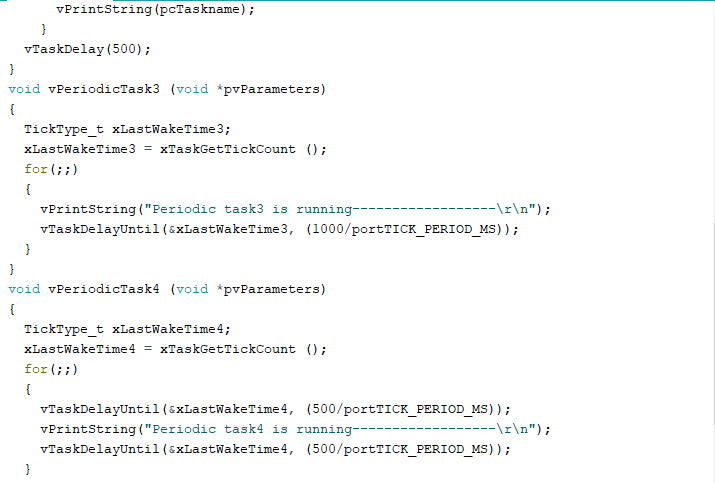 vPrintString(pcTaskname);
}
vTaskDelay(500);
}
void vPeriodicTask3 (void *pvParameters)
{
TickType_t xLastWakeTime3;
xLastWakeTime3 = xTaskGetTickCount ();
for(;;)
{
vPrintString("Periodic task3 is running------------------\r\n");
vTaskDelayUntil(&xLastWakeTime3, (1000/portTICK_PERIOD_MS));
}
}
void vPeriodicTask4 (void *pvParameters)
{
TickType_t xLastWakeTime4;
xLastWakeTime4 = xTaskGetTickCount ();
for(;;)
{
vTaskDelayUntil(&xLastWakeTime4, (500/portTICK_PERIOD_MS));
vPrintString("Periodic task4 is running------------------\r\n");
vTaskDelayUntil(&xLastWakeTime4, (500/portTICK_PERIOD_MS));
}